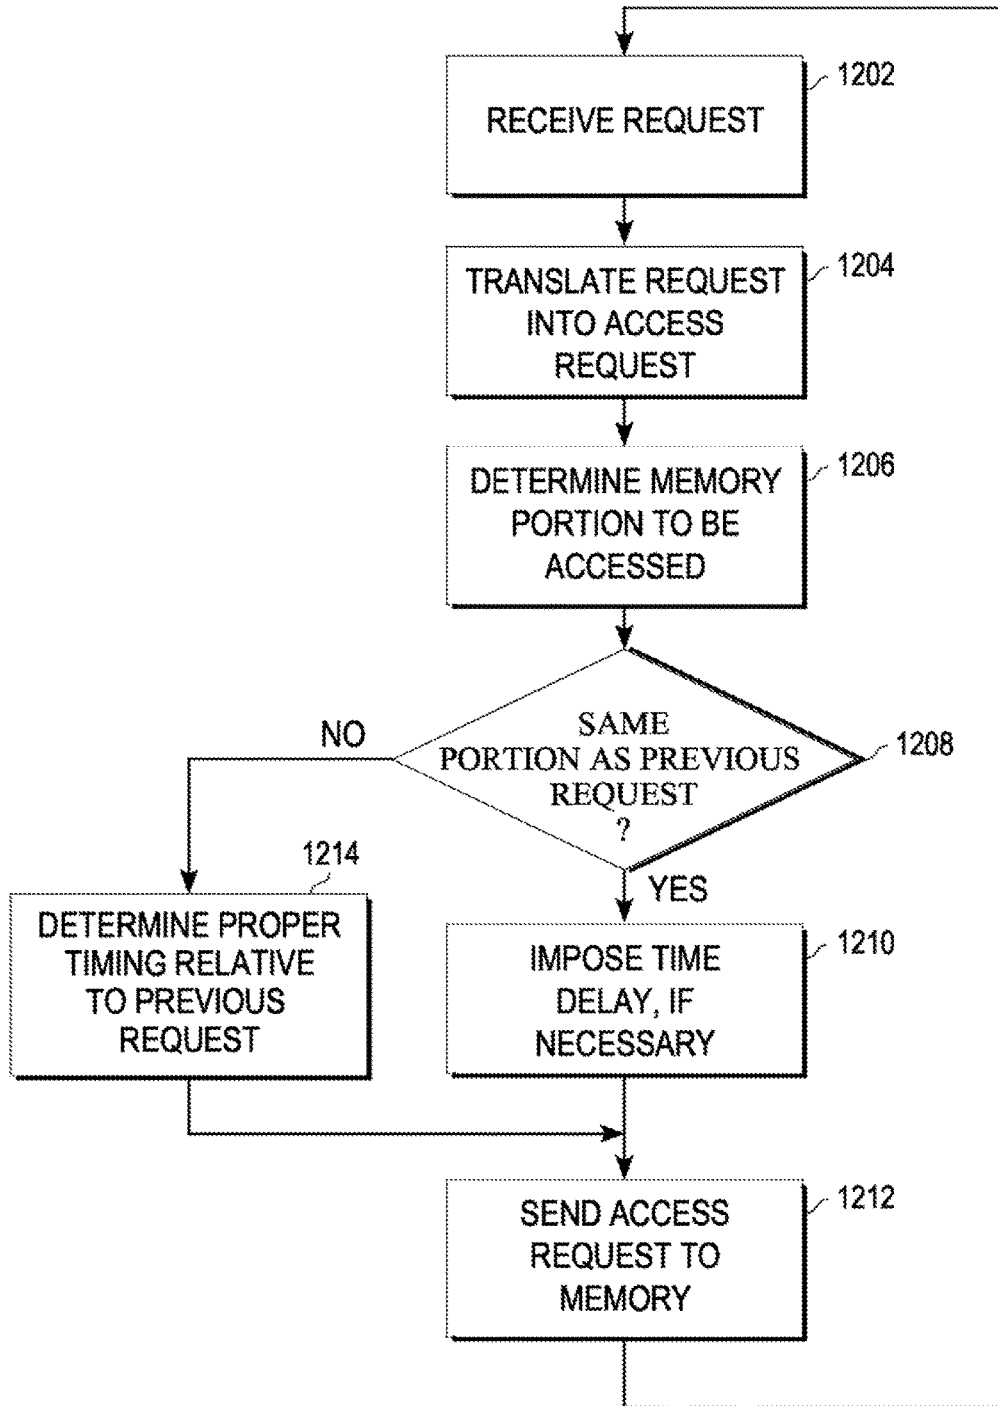 1202
RECEIVE REQUEST
1204
TRANSLATE REQUEST
INTO ACCESS
REQUEST
1206
DETERMINE MEMORY
PORTION TO BE
ACCESSED
NO
SAME
PORTION AS PREVIOUS
REQUEST
?
1208
1214
YES
DETERMINE PROPER
TIMING RELATIVE
TO PREVIOUS
REQUEST
1210
IMPOSE TIME
DELAY, IF
NECESSARY
1212
SEND ACCESS
REQUEST TO
MEMORY